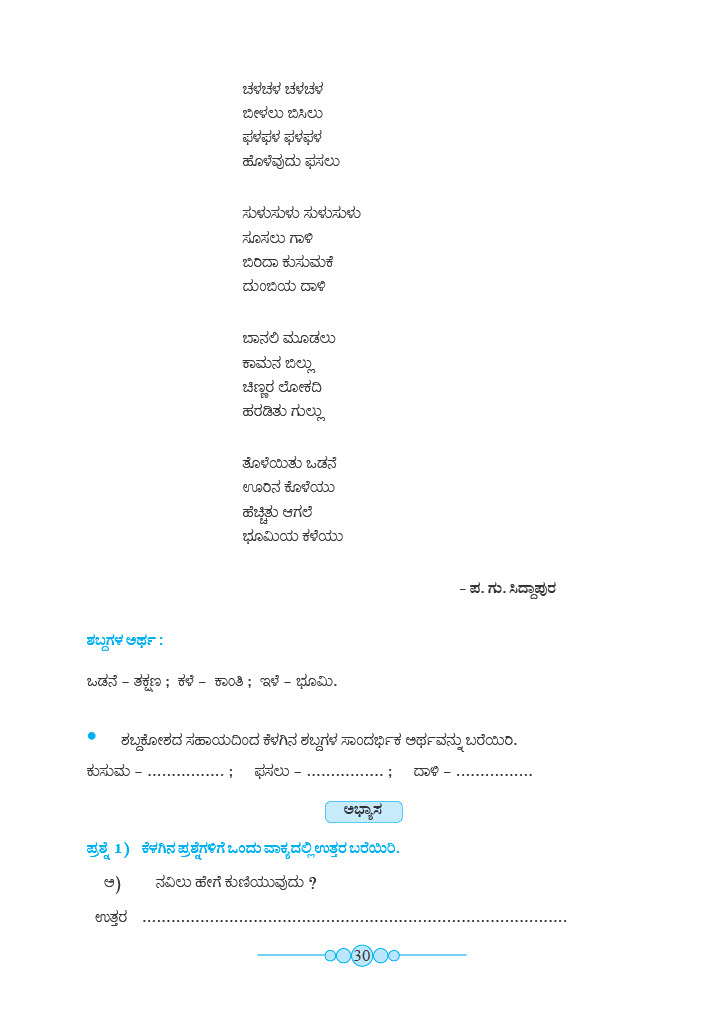 ಚಳಚಳ ಚಳಚಳ
ಬೀಳಲು ಬಿಸಿಲು
ಫಳಫಳ ಫಳಫಳ
ಹೊಳೆವುದು ಫಸಲು
ಸುಳುಸುಳು ಸುಳುಸುಳು
ಸೂಸಲು ಗಾಳಿ
ಬಿರಿದಾ ಕುಸುಮಕೆ
ದುಂಬಿಯ ದಾಳಿ
ಬಾನಲಿ ಮೂಡಲು
ಕಾಮನ ಬಿಲ್ಲು
ಚಿಣ್ಣರ ಲೋಕದಿ
ಹರಡಿತು ಗುಲ್ಲು
ತೊಳೆಯಿತು ಒಡನೆ
ಊರಿನ ಕೊಳೆಯು
ಹೆಚ್ಚಿತು ಆಗಲೆ
ಭೂಮಿಯ ಕಳೆಯು
– ಪ. ಗು. ಸಿದ್ದಾಪುರ
ಶಬ್ದಗಳ ಅರ್ಥ :
ಒಡನೆ – ತಕ್ಷಣ ; ಕಳೆ – ಕಾಂತಿ ; ಇಳೆ – ಭೂಮಿ.
● ಶಬ್ದಕೋಶದ ಸಹಾಯದಿಂದ ಕೆಳಗಿನ ಶಬ್ದಗಳ ಸಾಂದರ್ಭಿಕ ಅರ್ಥವನ್ನು ಬರೆಯಿರಿ.
ಕುಸುಮ – ................ ; ಫಸಲು – ................ ; ದಾಳಿ – ................
ಅಭ್ಯಾಸ
ಪ್ರಶ್ನೆ 1) ಕೆಳಗಿನ ಪ್ರಶ್ನೆಗಳಿಗೆ ಒಂದು ವಾಕ್ಯದಲ್ಲಿ ಉತ್ತರ ಬರೆಯಿರಿ.
ಅ) ನವಿಲು ಹೇಗೆ ಕುಣಿಯುವುದು ?
ಉತ್ತರ ........................................................................................
30